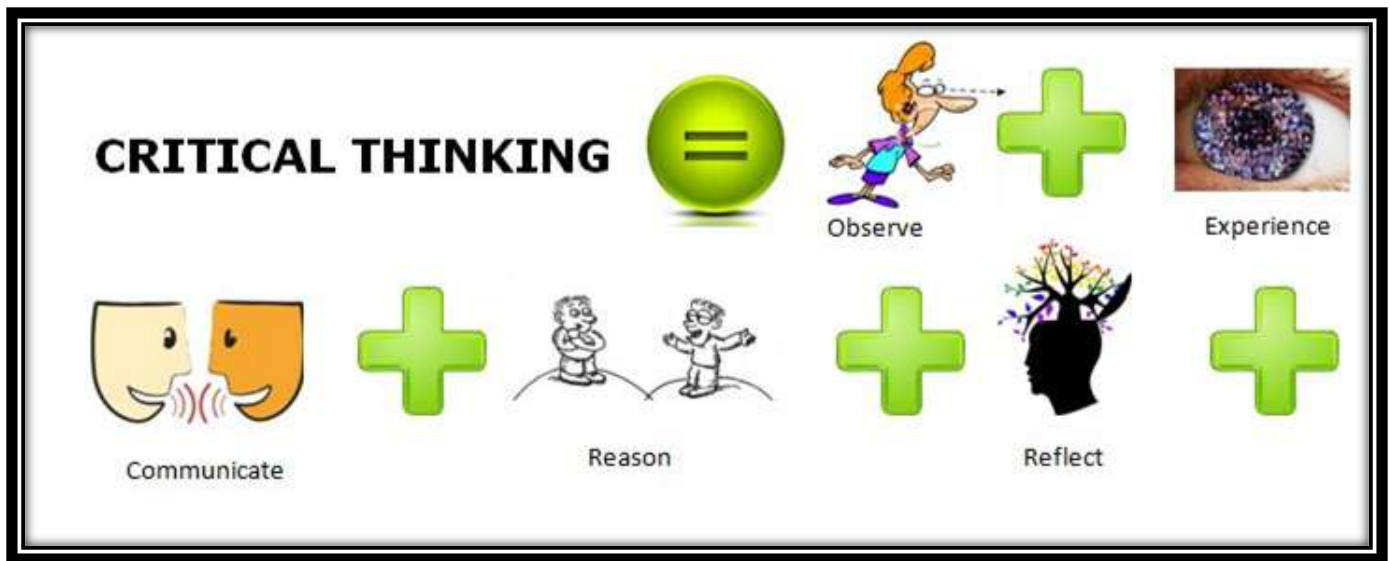 CRITICAL THINKING
Observe
Experience
Communicate
Reason
Reflect